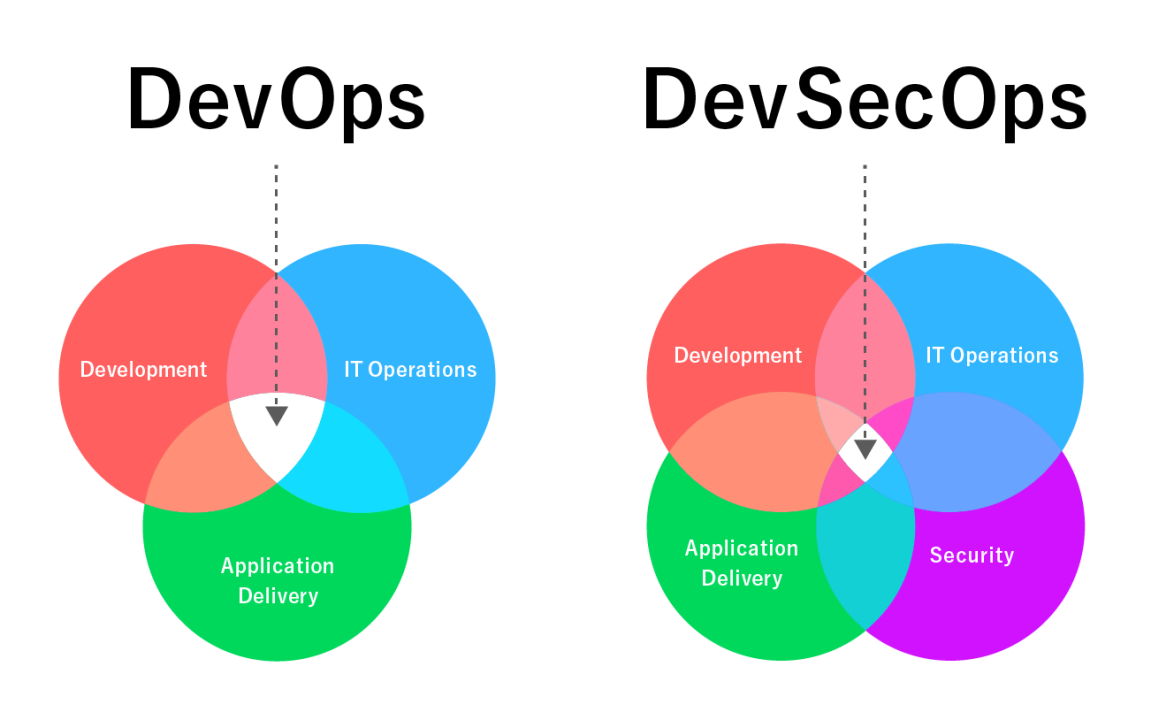 DevOps
Development
IT Operations
Application
Delivery
DevSecOps
Development
IT Operations
Application
Delivery
Security